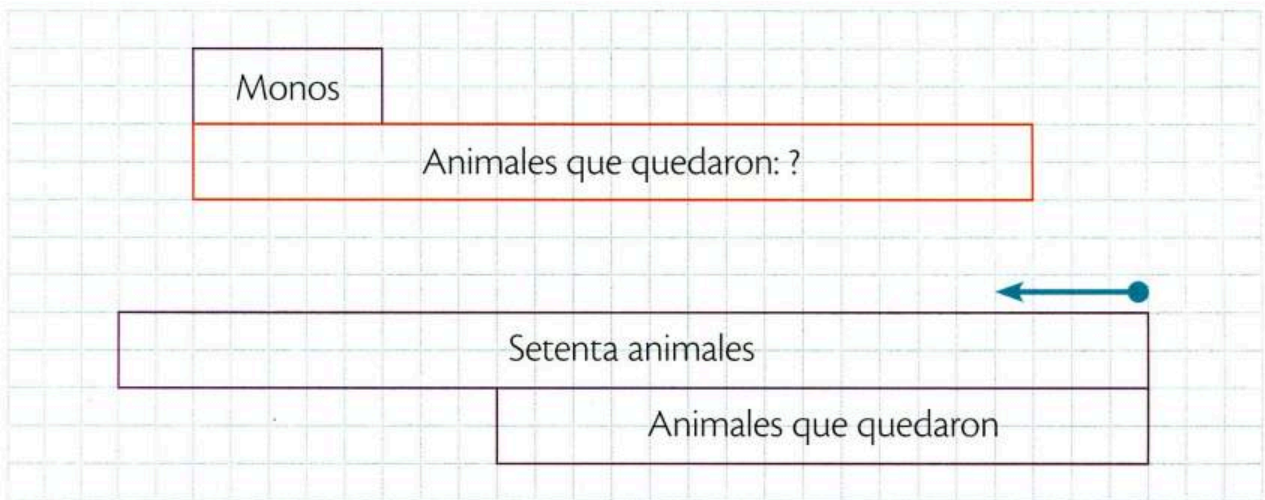 Monos
Animales que quedaron: ?
Setenta animales
Animales que quedaron